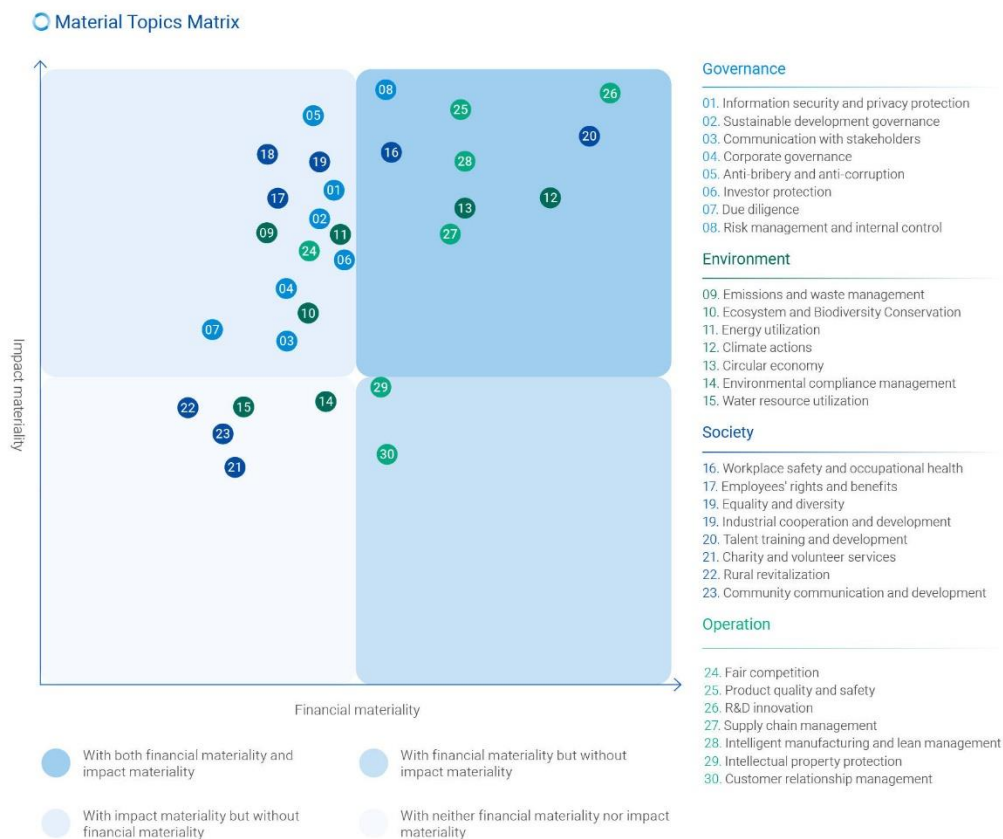 Material Topics Matrix
Impact materiality
Financial materiality
05
08
25
26
18
19
16
28
20
17
01
02
13
12
09
11
24
06
27
04
10
07
03
22
15
14
29
23
21
30
With both financial materiality and
impact materiality
With financial materiality but without
impact materiality
With impact materiality but without
financial materiality
With neither financial materiality nor impact
materiality
Governance
01. Information security and privacy protection
02. Sustainable development governance
03. Communication with stakeholders
04. Corporate governance
05. Anti-bribery and anti-corruption
06. Investor protection
07. Due diligence
08. Risk management and internal control
Environment
09. Emissions and waste management
10. Ecosystem and Biodiversity Conservation
11. Energy utilization
12. Climate actions
13. Circular economy
14. Environmental compliance management
15. Water resource utilization
Society
16. Workplace safety and occupational health
17. Employees' rights and benefits
19. Equality and diversity
19. Industrial cooperation and development
20. Talent training and development
21. Charity and volunteer services
22. Rural revitalization
23. Community communication and development
Operation
24. Fair competition
25. Product quality and safety
26. R&D innovation
27. Supply chain management
28. Intelligent manufacturing and lean management
29. Intellectual property protection
30. Customer relationship management